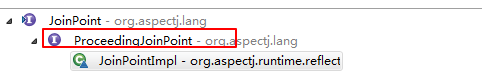 JoinPoint - org.aspectj.lang
ProceedingJoinPoint - org.aspectj.lang
JoinPointImpl - org.aspectj.runtime.reflect